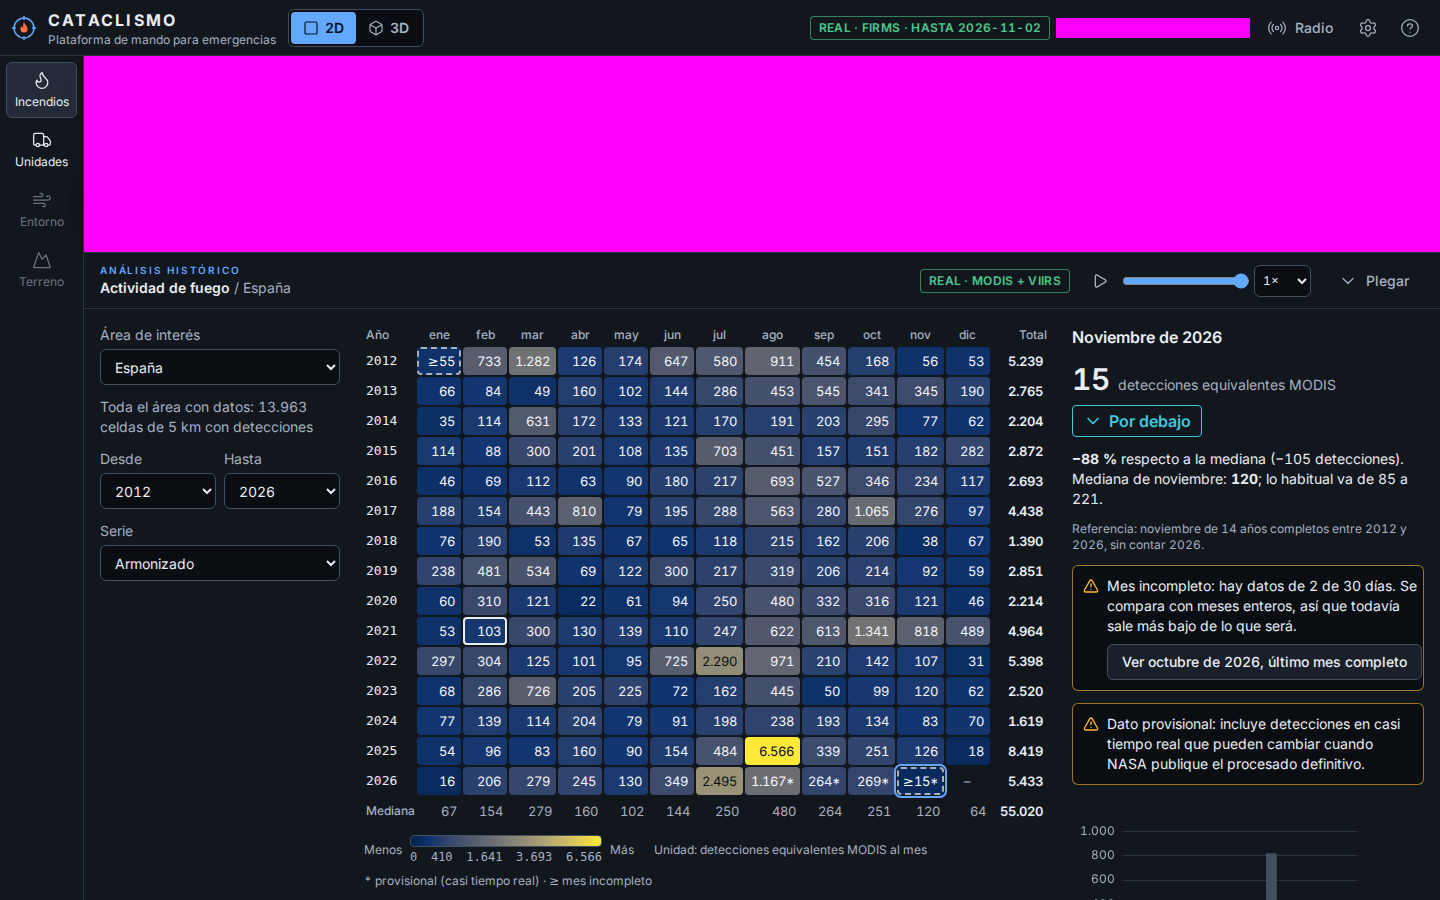 CATACLISMO
Plataforma de mando para emergencias
2D
3D
REAL · FIRMS · HASTA 2026-11-02
Radio
Incendios
Unidades
Entorno
Terreno
ANÁLISIS HISTÓRICO
Actividad de fuego / España
REAL · MODIS + VIIRS
1×
Plegar
Área de interés
España
Toda el área con datos: 13.963
celdas de 5 km con detecciones
Desde Hasta
2012 2026
Serie
Armonizado
Año ene feb mar abr may jun jul ago sep oct nov dic Total
2012 ≥55 733 1.282 126 174 647 580 911 454 168 56 53 5.239
2013 66 84 49 160 102 144 286 453 545 341 345 190 2.765
2014 35 114 631 172 133 121 170 191 203 295 77 62 2.204
2015 114 88 300 201 108 135 703 451 157 151 182 282 2.872
2016 46 69 112 63 90 180 217 693 527 346 234 117 2.693
2017 188 154 443 810 79 195 288 563 280 1.065 276 97 4.438
2018 76 190 53 135 67 65 118 215 162 206 38 67 1.390
2019 238 481 534 69 122 300 217 319 206 214 92 59 2.851
2020 60 310 121 22 61 94 250 480 332 316 121 46 2.214
2021 53 103 300 130 139 110 247 622 613 1.341 818 489 4.964
2022 297 304 125 101 95 725 2.290 971 210 142 107 31 5.398
2023 68 286 726 205 225 72 162 445 50 99 120 62 2.520
2024 77 139 114 204 79 91 198 238 193 134 83 70 1.619
2025 54 96 83 160 90 154 484 6.566 339 251 126 18 8.419
2026 16 206 279 245 130 349 2.495 1.167* 264* 269* ≥15* – 5.433
Mediana 67 154 279 160 102 144 250 480 264 251 120 64 55.020
Menos 0 410 1.641 3.693 6.566 Más Unidad: detecciones equivalentes MODIS al mes
* provisional (casi tiempo real) · ≥ mes incompleto
Noviembre de 2026
15 detecciones equivalentes MODIS
Por debajo
−88 % respecto a la mediana (−105 detecciones).
Mediana de noviembre: 120; lo habitual va de 85 a
221.
Referencia: noviembre de 14 años completos entre 2012 y
2026, sin contar 2026.
Mes incompleto: hay datos de 2 de 30 días. Se
compara con meses enteros, así que todavía
sale más bajo de lo que será.
Ver octubre de 2026, último mes completo
Dato provisional: incluye detecciones en casi
tiempo real que pueden cambiar cuando
NASA publique el procesado definitivo.
1.000
800
600